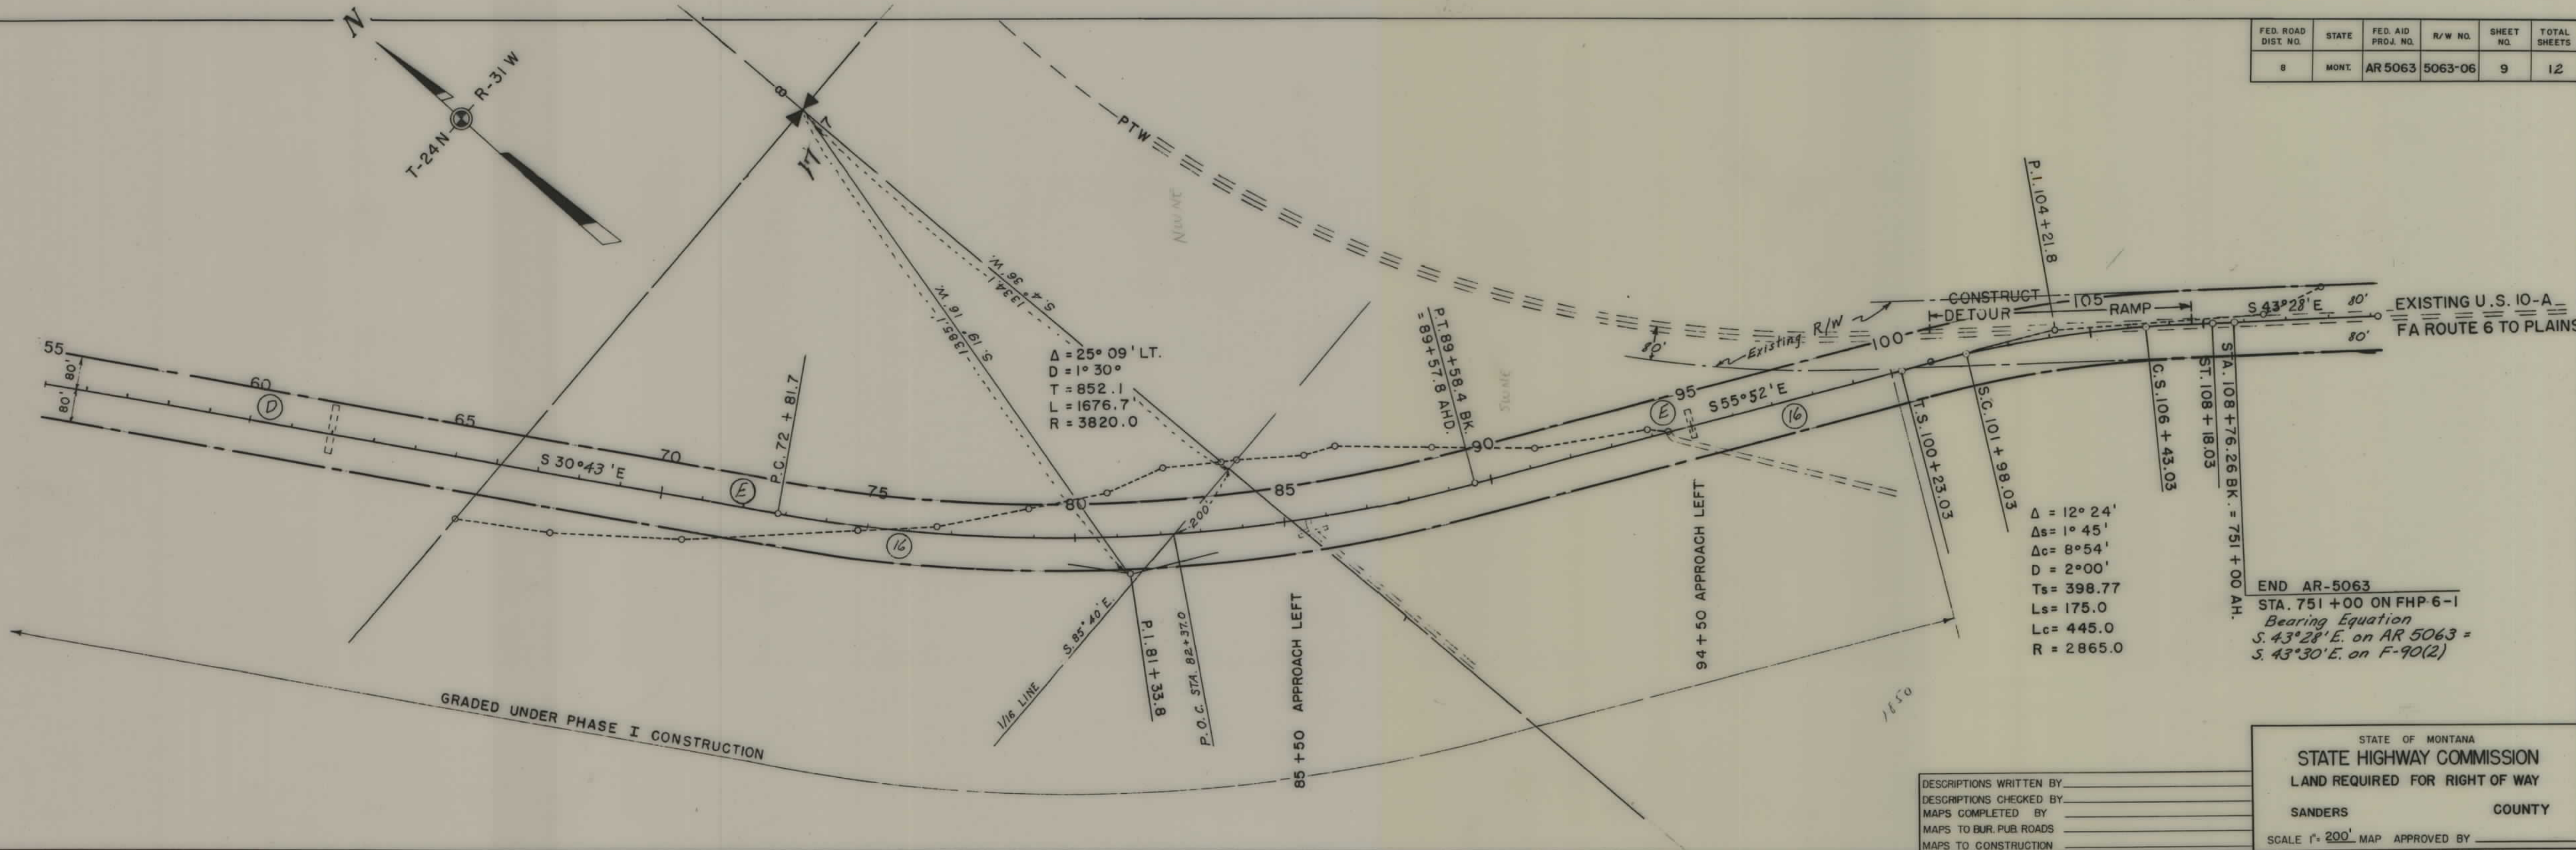 N
R-31W
T-24N
8
17
17
PTW
NW NE
SW NE
FED. ROAD DIST. NO.
STATE
FED. AID PROJ. NO.
R/W NO.
SHEET NO.
TOTAL SHEETS
8
MONT.
AR 5063
5063-06
9
12
S. 4° 36' W.
1334.1
S. 19° 16' W.
1385.1'
Δ = 25° 09' LT.
D = 1° 30'
T = 852.1
L = 1676.7'
R = 3820.0
P.T. 89+58.4 BK.
= 89+57.8 AHD.
P.I. 104+21.8
CONSTRUCT
DETOUR
RAMP
Existing R/W
80'
S 43°28' E
80'
80'
EXISTING U.S. 10-A
FA ROUTE 6 TO PLAINS
55
80'
80'
60
D
65
S 30°43'E
70
E
P.C. 72 + 81.7
75
16
80
200'
85
90
E
95
S55°52'E
16
100
105
T.S. 100+23.03
S.C. 101+98.03
C.S. 106+43.03
ST. 108+18.03
STA. 108+76.26 BK. = 751+00 AH.
1/16 LINE
S. 85° 40' E.
P.I. 81+33.8
P.O.C. STA. 82+37.0
85+50 APPROACH LEFT
94+50 APPROACH LEFT
Δ = 12° 24'
Δs = 1° 45'
Δc = 8°54'
D = 2°00'
Ts = 398.77
Ls = 175.0
Lc = 445.0
R = 2865.0
END AR-5063
STA. 751+00 ON FHP 6-1
Bearing Equation
S. 43°28'E. on AR 5063 =
S. 43°30'E. on F-90(2)
GRADED UNDER PHASE I CONSTRUCTION
1850
DESCRIPTIONS WRITTEN BY
DESCRIPTIONS CHECKED BY
MAPS COMPLETED BY
MAPS TO BUR. PUB. ROADS
MAPS TO CONSTRUCTION
STATE OF MONTANA
STATE HIGHWAY COMMISSION
LAND REQUIRED FOR RIGHT OF WAY
SANDERS COUNTY
SCALE 1"= 200' MAP APPROVED BY